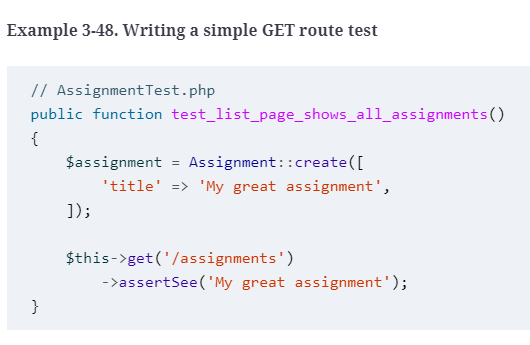 Example 3-48. Writing a simple GET route test
// AssignmentTest.php
public function test_list_page_shows_all_assignments()
{
    $assignment = Assignment::create([
        'title' => 'My great assignment',
    ]);
    $this->get('/assignments')
        ->assertSee('My great assignment');
}